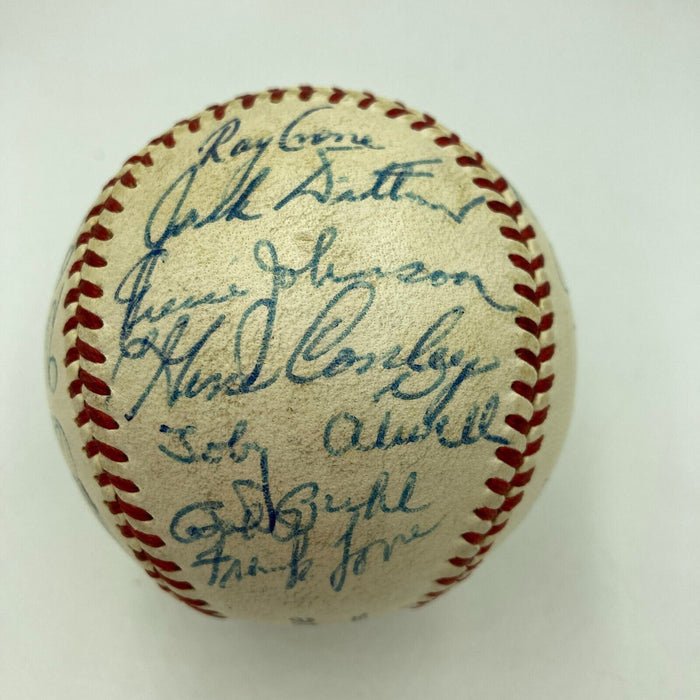 Ray Crone
Jack Dittmer
Ernie Johnson
Gene Conley
Toby Atwell
Bob Buhl
Frank Torre